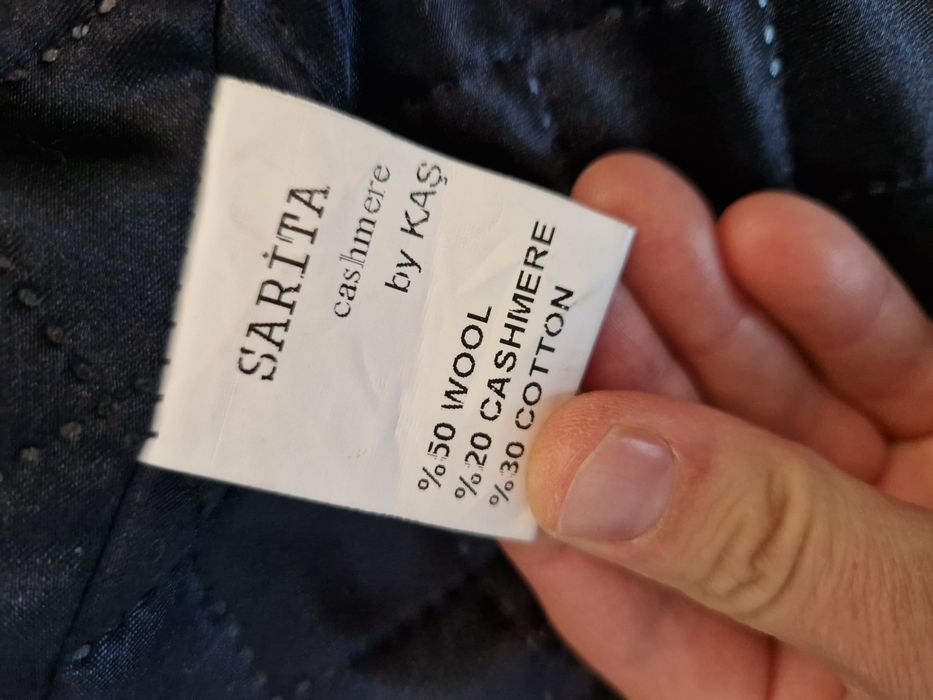 SARİTA
cashmere
by KAŞ
%50 WOOL
%20 CASHMERE
%30 COTTON